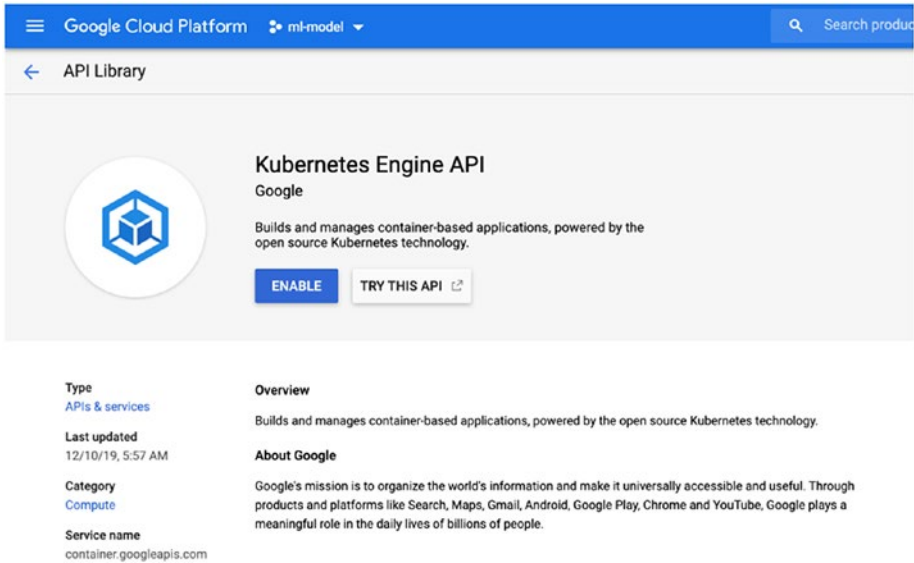 Google Cloud Platform ml-model
Search produc
API Library
Kubernetes Engine API
Google
Builds and manages container-based applications, powered by the
open source Kubernetes technology.
ENABLE TRY THIS API
Type
APIs & services
Last updated
12/10/19, 5:57 AM
Category
Compute
Service name
container.googleapis.com
Overview
Builds and manages container-based applications, powered by the open source Kubernetes technology.
About Google
Google's mission is to organize the world's information and make it universally accessible and useful. Through
products and platforms like Search, Maps, Gmail, Android, Google Play, Chrome and YouTube, Google plays a
meaningful role in the daily lives of billions of people.